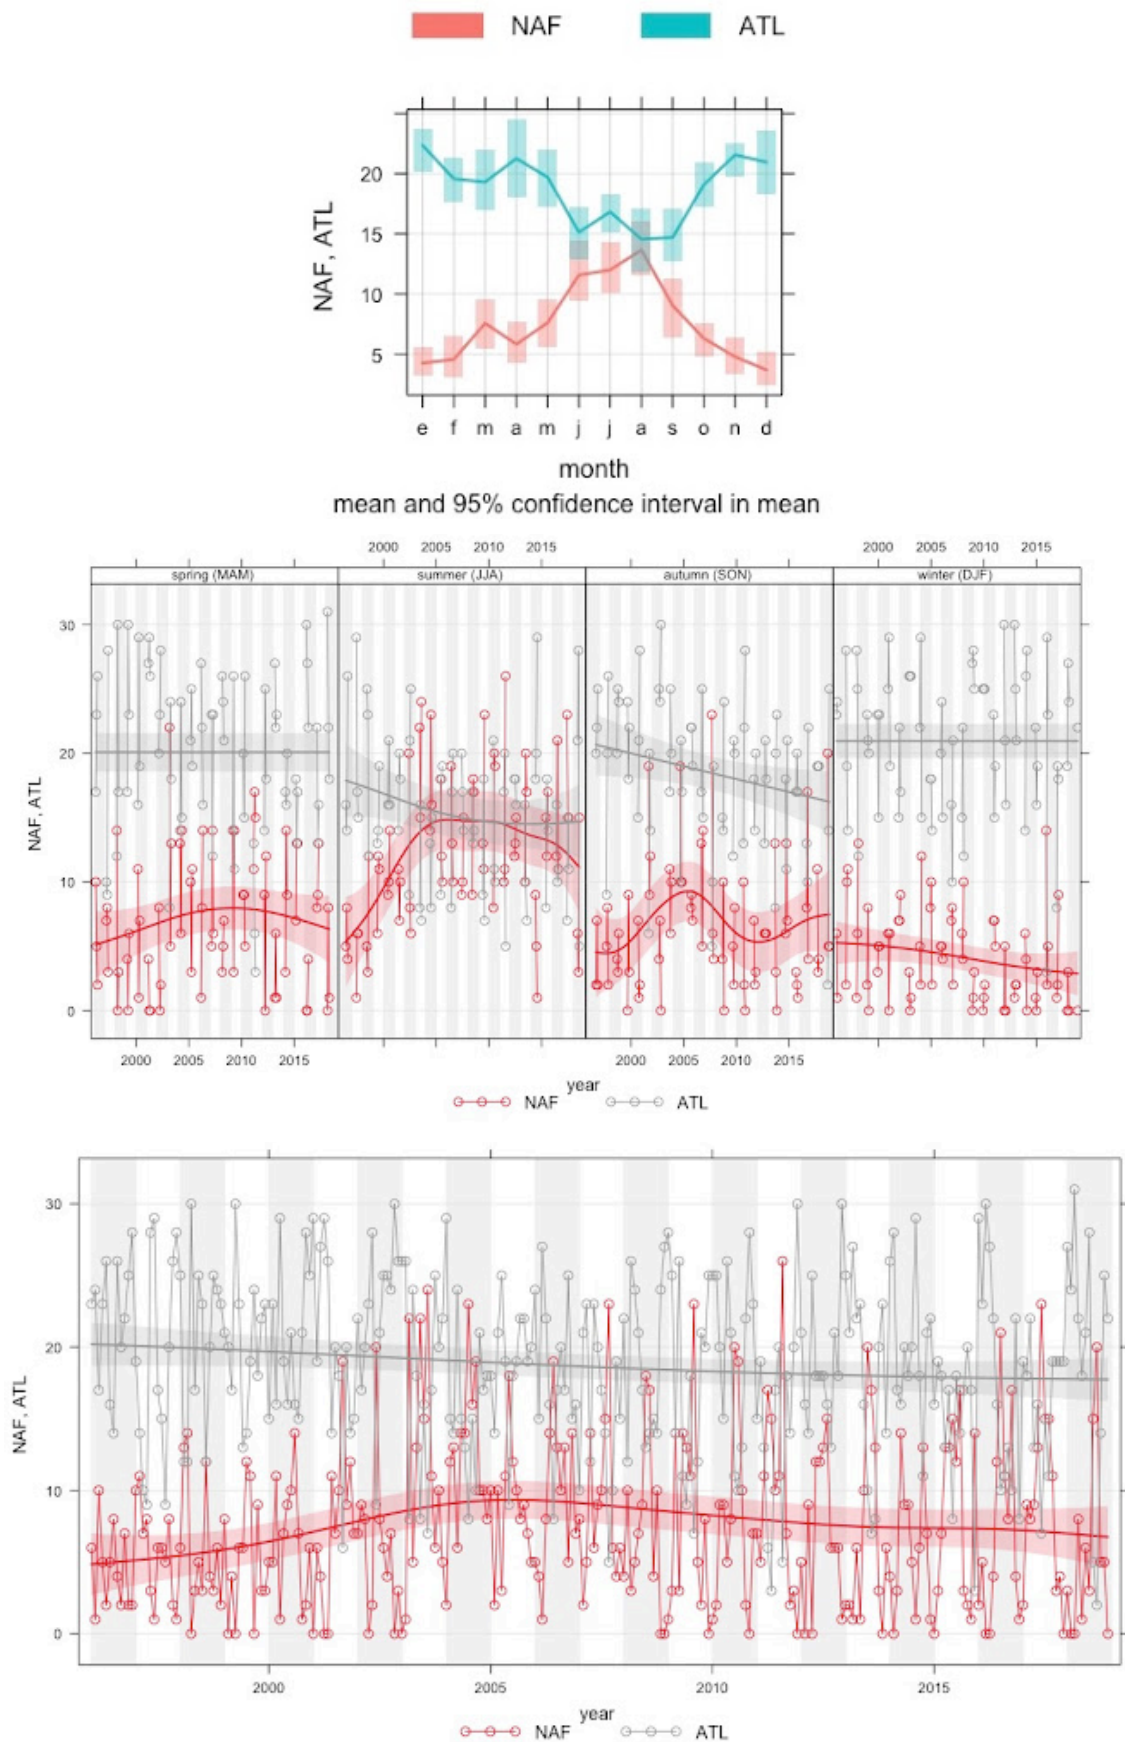 NAF ATL
20
15
10
5
NAF, ATL
e f m a m j j a s o n d
month
mean and 95% confidence interval in mean
2000 2005 2010 2015 2000 2005 2010 2015
spring (MAM) summer (JJA) autumn (SON) winter (DJF)
30
20
10
0
NAF, ATL
2000 2005 2010 2015 2000 2005 2010 2015
year
NAF ATL
30
20
10
0
NAF, ATL
2000 2005 2010 2015
year
NAF ATL